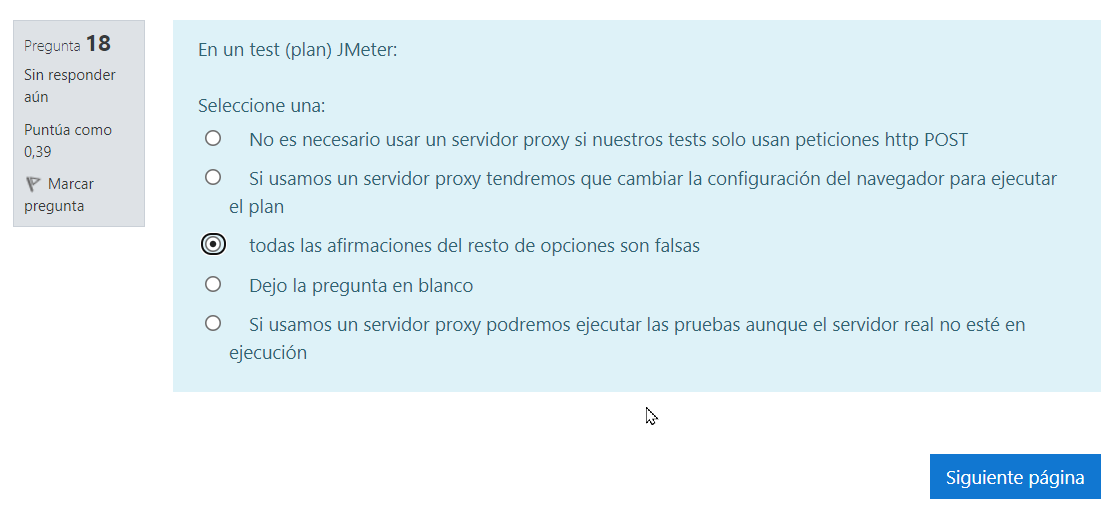 Pregunta 18
Sin responder
aún
Puntúa como
0,39
Marcar
pregunta
En un test (plan) JMeter:
Seleccione una:
No es necesario usar un servidor proxy si nuestros tests solo usan peticiones http POST
Si usamos un servidor proxy tendremos que cambiar la configuración del navegador para ejecutar
el plan
todas las afirmaciones del resto de opciones son falsas
Dejo la pregunta en blanco
Si usamos un servidor proxy podremos ejecutar las pruebas aunque el servidor real no esté en
ejecución
Siguiente página